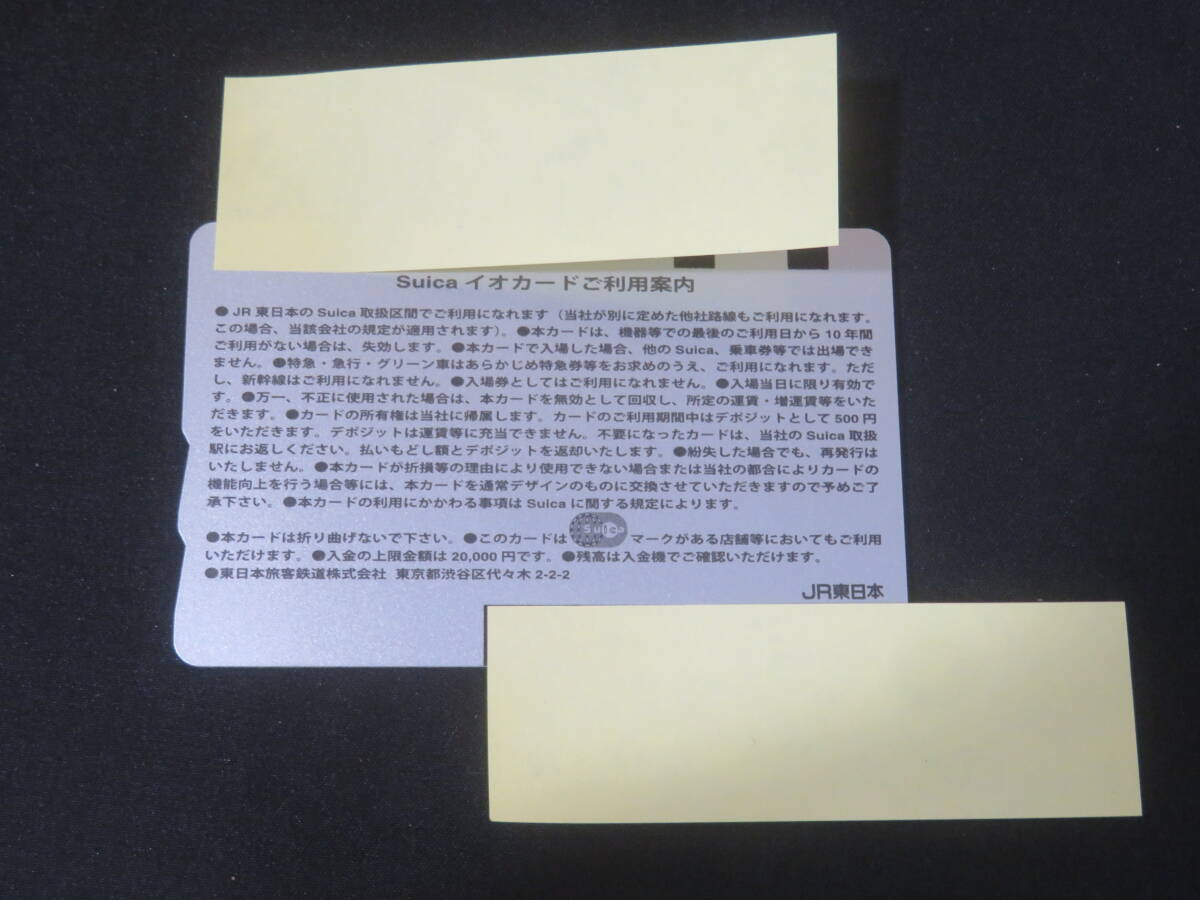 Suica イオカードご利用案内
●JR東日本のSuica取扱区間でご利用になれます（当社が別に定めた他社路線もご利用になれます。
この場合、当該会社の規定が適用されます）。●本カードは、機器等での最後のご利用日から10年間
ご利用がない場合は、失効します。●本カードで入場した場合、他のSuica、乗車券等では出場でき
ません。●特急・急行・グリーン車はあらかじめ特急券等をお求めのうえ、ご利用になれます。ただ
し、新幹線はご利用になれません。●入場券としてはご利用になれません。●入場当日に限り有効で
す。●万一、不正に使用された場合は、本カードを無効として回収し、所定の運賃・増運賃等をいた
だきます。●カードの所有権は当社に帰属します。カードのご利用期間中はデポジットとして500円
をいただきます。デポジットは運賃等に充当できません。不要になったカードは、当社のSuica取扱
駅にお返しください。払いもどし額とデポジットを返却いたします。●紛失した場合でも、再発行は
いたしません。●本カードが折損等の理由により使用できない場合または当社の都合によりカードの
機能向上を行う場合等には、本カードを通常デザインのものに交換させていただきますので予めご了
承下さい。●本カードの利用にかかわる事項はSuicaに関する規定によります。
●本カードは折り曲げないで下さい。●このカードは Suica マークがある店舗等においてもご利用
いただけます。●入金の上限金額は20,000円です。●残高は入金機でご確認いただけます。
●東日本旅客鉄道株式会社 東京都渋谷区代々木2-2-2
JR東日本